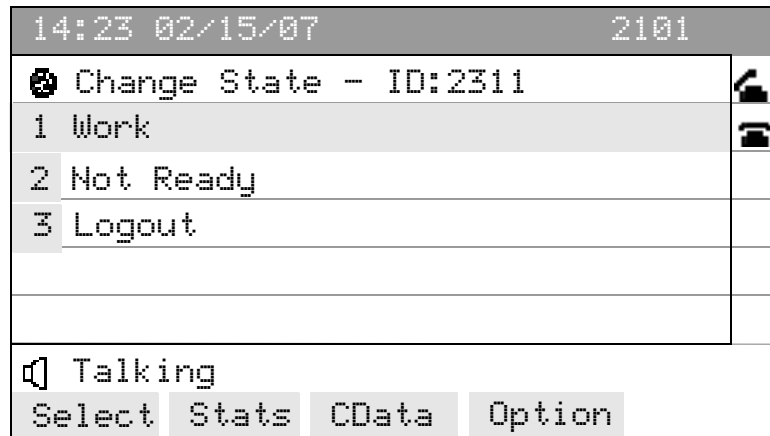 14:23 02/15/07 2101
Change State - ID:2311
1 Work
2 Not Ready
3 Logout
Talking
Select Stats CData Option